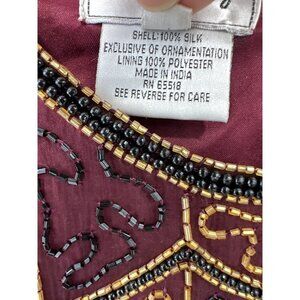 SHELL: 100% SILK
EXCLUSIVE OF ORNAMENTATION
LINING 100% POLYESTER
MADE IN INDIA
RN 65518
SEE REVERSE FOR CARE